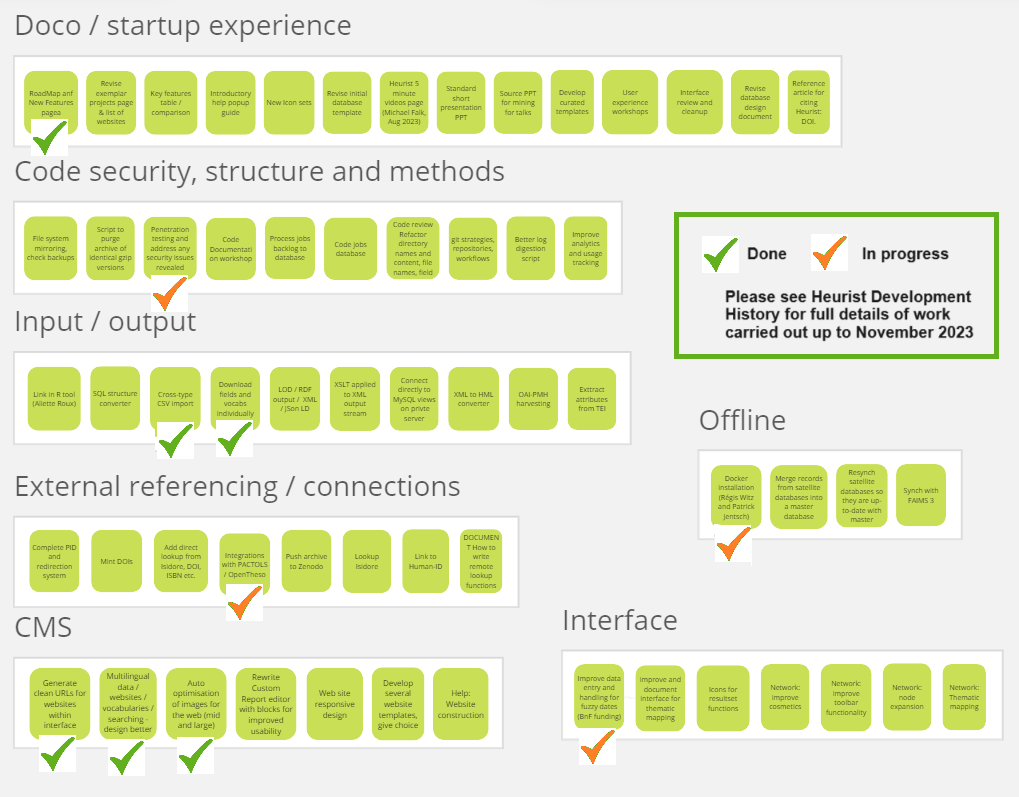 Doco / startup experience
RoadMap anf
New Features
pagea
Revise
exemplar
projects page
& list of
websites
Key features
table /
comparison
Introductory
help popup
guide
New Icon sets
Revise initial
database
template
Heurist 5
minute
videos page
(Michael Falk,
Aug 2023)
Standard
short
presentation
PPT
Source PPT
for mining
for talks
Develop
curated
templates
User
experience
workshops
Interface
review and
cleanup
Revise
database
design
document
Reference
article for
citing
Heurist:
DOI.
Code security, structure and methods
File system
mirroring,
check backups
Script to
purge
archive of
identical gzip
versions
Penetration
testing and
address any
security issues
revealed
Code
Documentati
on workshop
Process jobs
backlog to
database
Code jobs
database
Code review
Refactor
directory
names and
content, file
names, field
git strategies,
repositories,
workflows
Better log
digestion
script
Improve
analytics
and usage
tracking
Done
In progress
Please see Heurist Development
History for full details of work
carried out up to November 2023
Input / output
Link in R tool
(Aliette Roux)
SQL structure
converter
Cross-type
CSV import
Download
fields and
vocabs
individually
LOD / RDF
output / XML
/ JSon LD
XSLT applied
to XML
output
stream
Connect
directly to
MySQL views
on privte
server
XML to HML
converter
OAI-PMH
harvesting
Exttract
attributes
from TEI
Offline
Docker
installation
(Régis Witz
and Patrick
Jentsch)
Merge records
from satellite
databases into
a master
database
Resynch
satellite
databases so
they are up-
to-date with
master
Synch with
FAIMS 3
External referencing / connections
Complete PID
and
redirection
system
Mint DOIs
Add direct
lookup from
Isidore, DOI,
ISBN etc.
Integrations
with PACTOLS
/ OpenTheso
Push archive
to Zenodo
Lookup
Isidore
Link to
Human-ID
DOCUMEN
T How to
write
remote
lookup
functions
CMS
Generate
clean URLs for
websites
within
interface
Multilingual
data /
websites /
vocabularies /
searching -
design better
Auto
optimisation
of images for
the web (mid
and large)
Rewrite
Custom
Report editor
with blocks for
improved
usability
Web site
responsive
design
Develop
several
website
templates,
give choice
Help:
Website
construction
Interface
Improve data
entry and
handling for
fuzzy dates
(BnF funding)
improve and
document
interface for
thematic
mapping
Icons for
resultset
functions
Network:
improve
cosmetics
Network:
improve
toolbar
functionality
Network:
node
expansion
Network:
Thematic
mapping